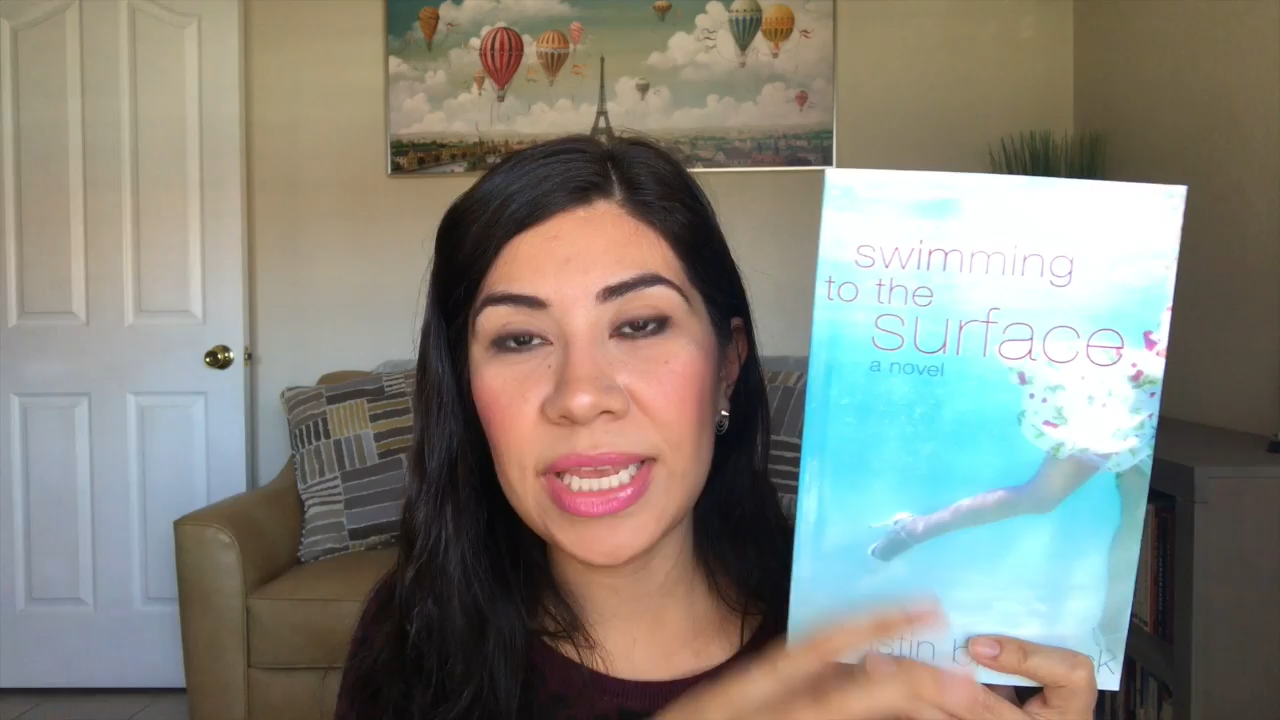 swimming
to the
surface
a novel